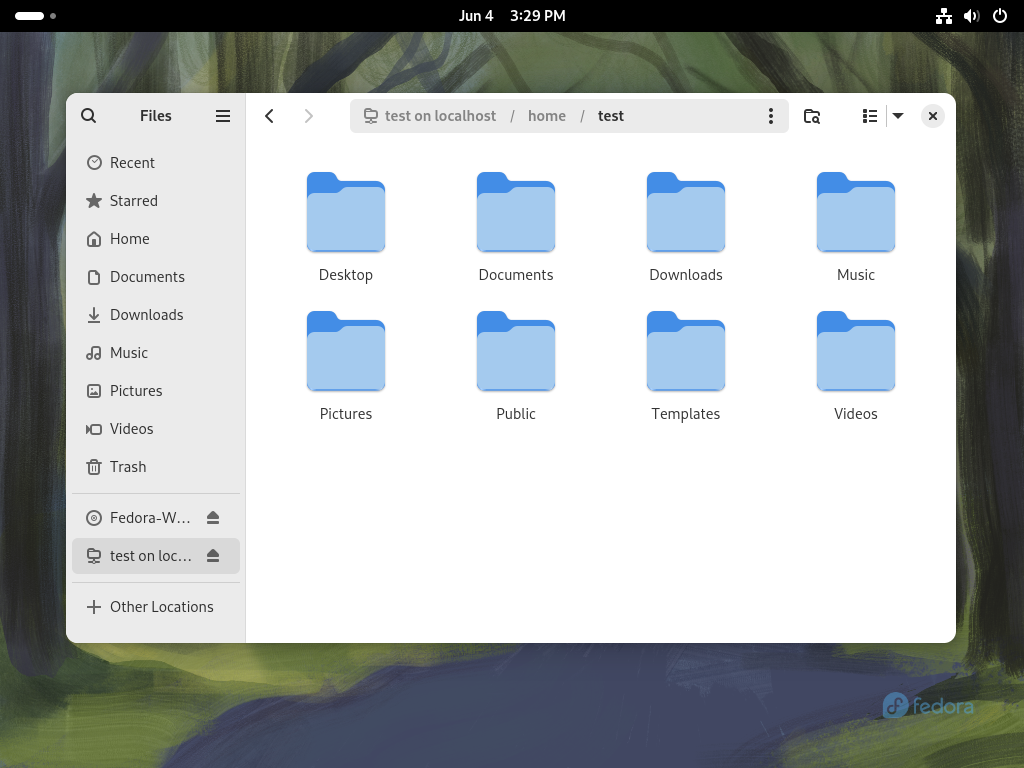 Jun 4 3:29 PM
Files
test on localhost / home / test
Recent
Starred
Home
Documents
Downloads
Music
Pictures
Videos
Trash
Fedora-W...
test on loc...
Other Locations
Desktop Documents Downloads Music
Pictures Public Templates Videos
fedora